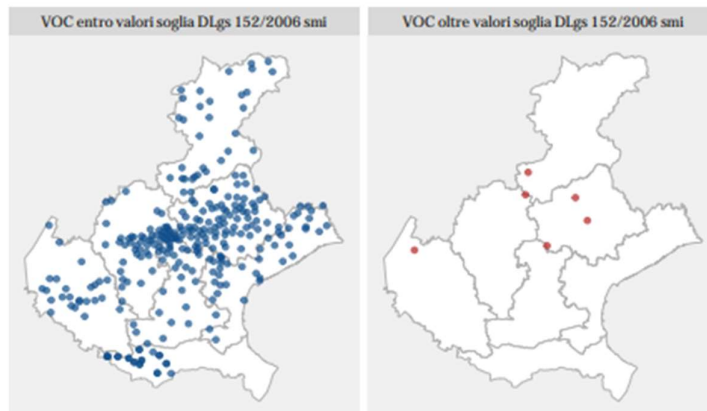 VOC entro valori soglia DLgs 152/2006 smi
VOC oltre valori soglia DLgs 152/2006 smi